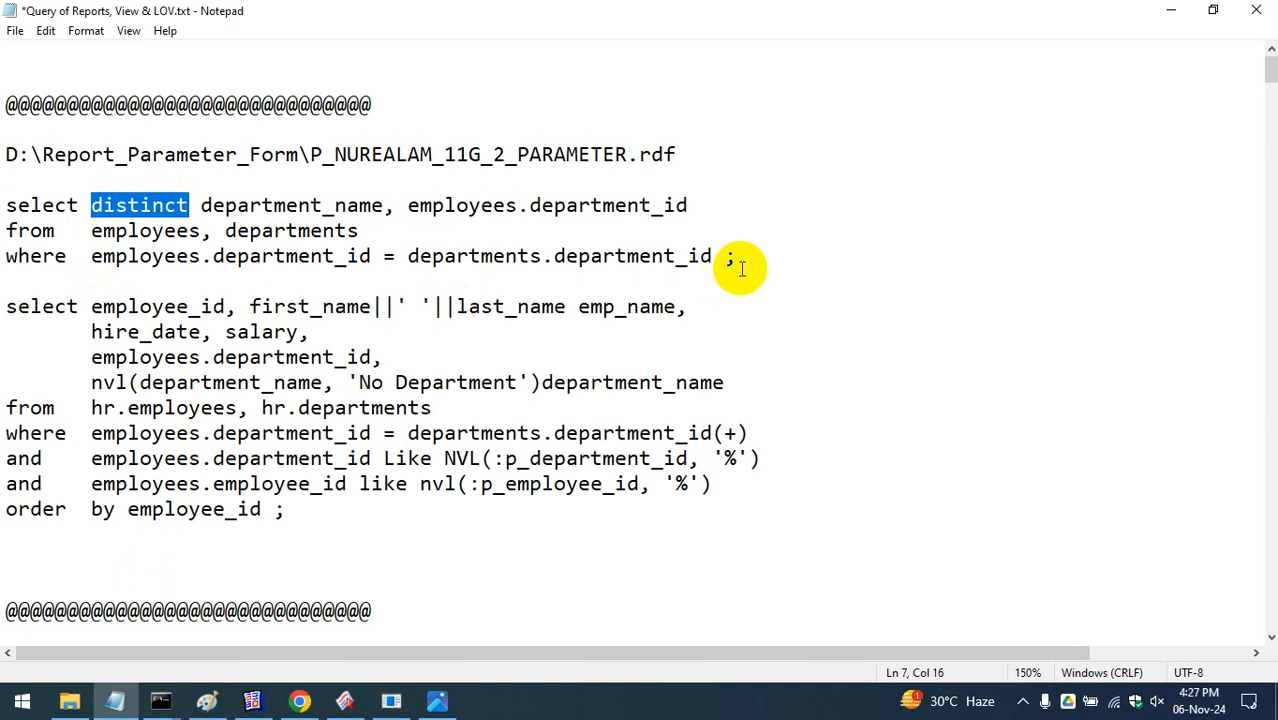 *Query of Reports, View & LOV.txt - Notepad
File Edit Format View Help
@@@@@@@@@@@@@@@@@@@@@@@@@@@@@@
D:\Report_Parameter_Form\P_NUREALAM_11G_2_PARAMETER.rdf
select distinct department_name, employees.department_id
from   employees, departments
where  employees.department_id = departments.department_id ;
select employee_id, first_name||' '||last_name emp_name,
       hire_date, salary,
       employees.department_id,
       nvl(department_name, 'No Department')department_name
from   hr.employees, hr.departments
where  employees.department_id = departments.department_id(+)
and    employees.department_id Like NVL(:p_department_id, '%')
and    employees.employee_id like nvl(:p_employee_id, '%')
order  by employee_id ;
@@@@@@@@@@@@@@@@@@@@@@@@@@@@@@
Ln 7, Col 16 150% Windows (CRLF) UTF-8
30°C Haze 4:27 PM
06-Nov-24